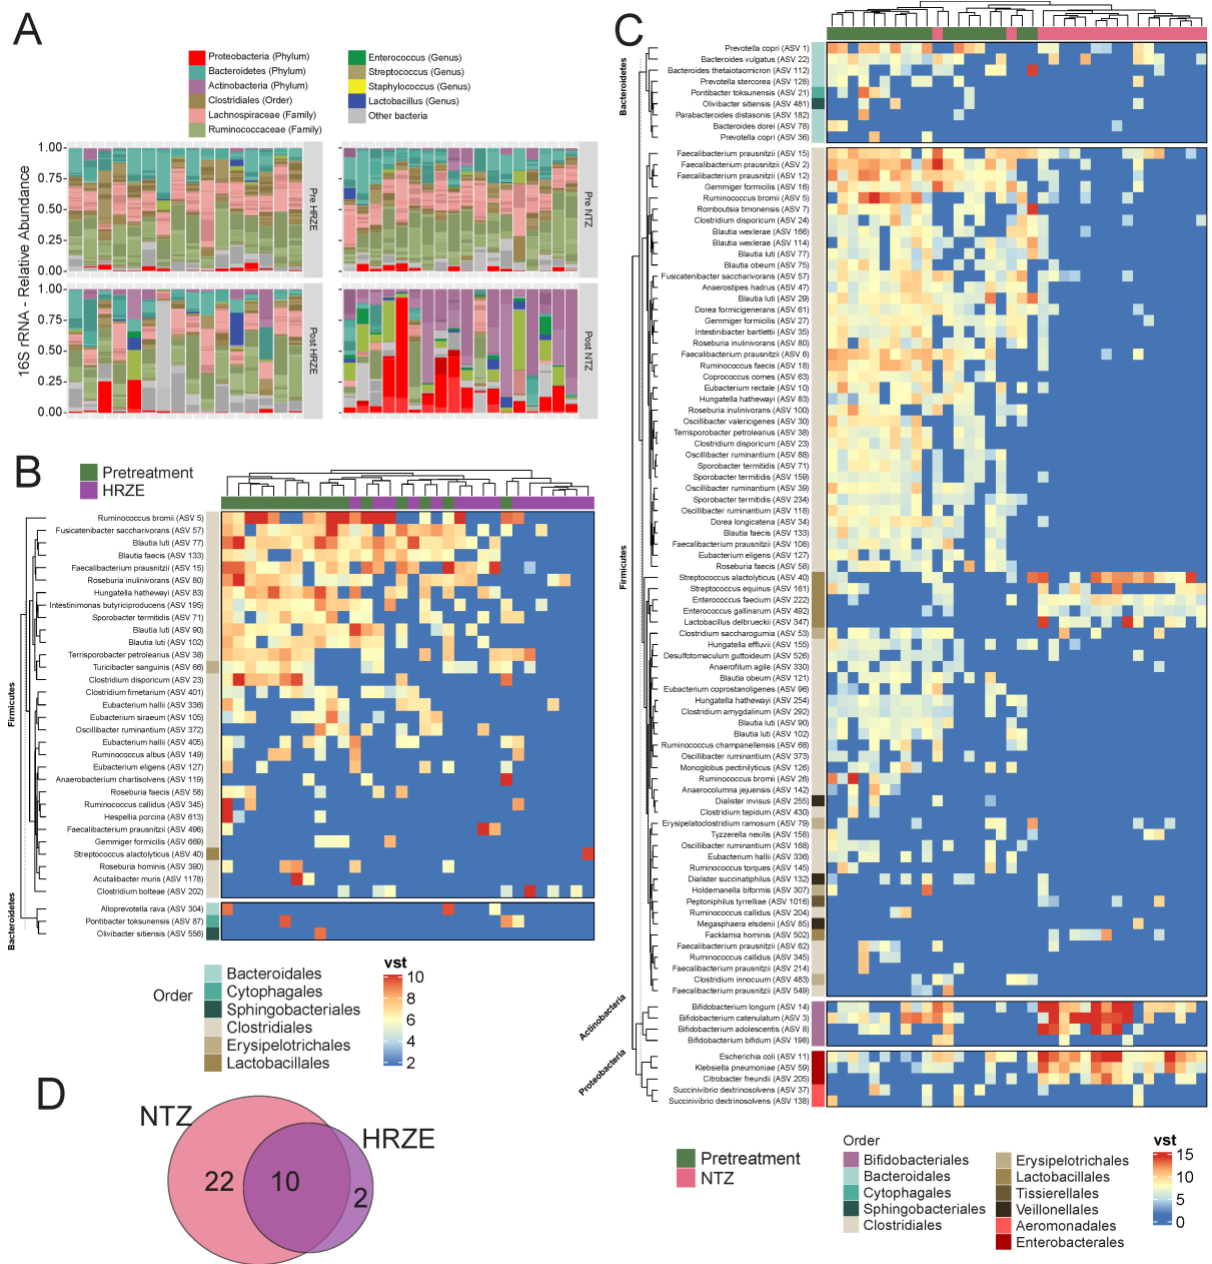 A
Proteobacteria (Phylum)
Bacteroidetes (Phylum)
Actinobacteria (Phylum)
Clostridiales (Order)
Lachnospiraceae (Family)
Ruminococcaceae (Family)
Enterococcus (Genus)
Streptococcus (Genus)
Staphylococcus (Genus)
Lactobacillus (Genus)
Other bacteria
16S rRNA - Relative Abundance
1.00
0.75
0.50
0.25
0.00
Pre HRZE
Pre NTZ
1.00
0.75
0.50
0.25
0.00
Post HRZE
Post NTZ
B
Pretreatment
HRZE
Firmicutes
Ruminococcus bromii (ASV 5)
Fusicatenibacter saccharivorans (ASV 57)
Blautia luti (ASV 77)
Blautia faecis (ASV 133)
Faecalibacterium prausnitzii (ASV 15)
Roseburia inulinivorans (ASV 80)
Hungatella hathewayi (ASV 83)
Intestinimonas butyriciproducens (ASV 195)
Sporobacter termitidis (ASV 71)
Blautia luti (ASV 90)
Blautia luti (ASV 102)
Terrisporobacter petrolearius (ASV 38)
Turicibacter sanguinis (ASV 66)
Clostridium disporicum (ASV 23)
Clostridium fimetarium (ASV 401)
Eubacterium hallii (ASV 336)
Eubacterium siraeum (ASV 105)
Oscillibacter ruminantium (ASV 372)
Eubacterium hallii (ASV 405)
Ruminococcus albus (ASV 149)
Eubacterium eligens (ASV 127)
Anaerobacterium chartisolvens (ASV 119)
Roseburia faecis (ASV 58)
Ruminococcus callidus (ASV 345)
Hespellia porcina (ASV 613)
Faecalibacterium prausnitzii (ASV 496)
Gemmiger formicilis (ASV 669)
Streptococcus alactolyticus (ASV 40)
Roseburia hominis (ASV 390)
Acutalibacter muris (ASV 1178)
Clostridium bolteae (ASV 202)
Bacteroidetes
Alloprevotella rava (ASV 304)
Pontibacter toksunensis (ASV 87)
Olivibacter sitiensis (ASV 556)
Order
Bacteroidales
Cytophagales
Sphingobacteriales
Clostridiales
Erysipelotrichales
Lactobacillales
vst
10
8
6
4
2
C
Bacteroidetes
Prevotella copri (ASV 1)
Bacteroides vulgatus (ASV 22)
Bacteroides thetaiotaomicron (ASV 112)
Prevotella stercorea (ASV 128)
Pontibacter toksunensis (ASV 21)
Olivibacter sitiensis (ASV 481)
Parabacteroides distasonis (ASV 182)
Bacteroides dorei (ASV 78)
Prevotella copri (ASV 36)
Firmicutes
Faecalibacterium prausnitzii (ASV 15)
Faecalibacterium prausnitzii (ASV 2)
Faecalibacterium prausnitzii (ASV 12)
Gemmiger formicilis (ASV 16)
Ruminococcus bromii (ASV 5)
Romboutsia timonensis (ASV 7)
Clostridium disporicum (ASV 24)
Blautia wexlerae (ASV 166)
Blautia wexlerae (ASV 114)
Blautia luti (ASV 77)
Blautia obeum (ASV 75)
Fusicatenibacter saccharivorans (ASV 57)
Anaerostipes hadrus (ASV 47)
Blautia luti (ASV 29)
Dorea formicigenerans (ASV 61)
Gemmiger formicilis (ASV 27)
Intestinibacter bartlettii (ASV 35)
Roseburia inulinivorans (ASV 80)
Faecalibacterium prausnitzii (ASV 6)
Ruminococcus faecis (ASV 18)
Coprococcus comes (ASV 63)
Eubacterium rectale (ASV 10)
Hungatella hathewayi (ASV 83)
Roseburia inulinivorans (ASV 100)
Oscillibacter valericigenes (ASV 30)
Terrisporobacter petrolearius (ASV 38)
Clostridium disporicum (ASV 23)
Oscillibacter ruminantium (ASV 88)
Sporobacter termitidis (ASV 71)
Sporobacter termitidis (ASV 159)
Oscillibacter ruminantium (ASV 39)
Sporobacter termitidis (ASV 234)
Oscillibacter ruminantium (ASV 118)
Dorea longicatena (ASV 34)
Blautia faecis (ASV 133)
Faecalibacterium prausnitzii (ASV 108)
Eubacterium eligens (ASV 127)
Roseburia faecis (ASV 58)
Streptococcus alactolyticus (ASV 40)
Streptococcus equinus (ASV 161)
Enterococcus faecium (ASV 222)
Enterococcus gallinarum (ASV 492)
Lactobacillus delbrueckii (ASV 347)
Clostridium saccharogumia (ASV 53)
Hungatella effluvii (ASV 155)
Desulfotomaculum guttoideum (ASV 526)
Anaerofilum agile (ASV 330)
Blautia obeum (ASV 121)
Eubacterium coprostanoligenes (ASV 96)
Hungatella hathewayi (ASV 254)
Clostridium amygdalinum (ASV 292)
Blautia luti (ASV 90)
Blautia luti (ASV 102)
Ruminococcus champanellensis (ASV 68)
Oscillibacter ruminantium (ASV 373)
Monoglobus pectinilyticus (ASV 126)
Ruminococcus bromii (ASV 26)
Anaerocolumna jejuensis (ASV 142)
Dialister invisus (ASV 255)
Clostridium tepidum (ASV 430)
Erysipelatoclostridium ramosum (ASV 79)
Tyzzerella nexilis (ASV 158)
Oscillibacter ruminantium (ASV 168)
Eubacterium hallii (ASV 336)
Ruminococcus torques (ASV 145)
Dialister succinatiphilus (ASV 132)
Holdemanella biformis (ASV 307)
Peptoniphilus tyrrelliae (ASV 1016)
Ruminococcus callidus (ASV 204)
Megasphaera elsdenii (ASV 85)
Facklamia hominis (ASV 502)
Faecalibacterium prausnitzii (ASV 62)
Ruminococcus callidus (ASV 345)
Faecalibacterium prausnitzii (ASV 214)
Clostridium innocuum (ASV 483)
Faecalibacterium prausnitzii (ASV 549)
Actinobacteria
Bifidobacterium longum (ASV 14)
Bifidobacterium catenulatum (ASV 3)
Bifidobacterium adolescentis (ASV 8)
Bifidobacterium bifidum (ASV 198)
Proteobacteria
Escherichia coli (ASV 11)
Klebsiella pneumoniae (ASV 59)
Citrobacter freundii (ASV 205)
Succinivibrio dextrinosolvens (ASV 37)
Succinivibrio dextrinosolvens (ASV 138)
Pretreatment
NTZ
Order
Bifidobacteriales
Bacteroidales
Cytophagales
Sphingobacteriales
Clostridiales
Erysipelotrichales
Lactobacillales
Tissierellales
Veillonellales
Aeromonadales
Enterobacterales
vst
15
10
5
0
D
NTZ
HRZE
22
10
2